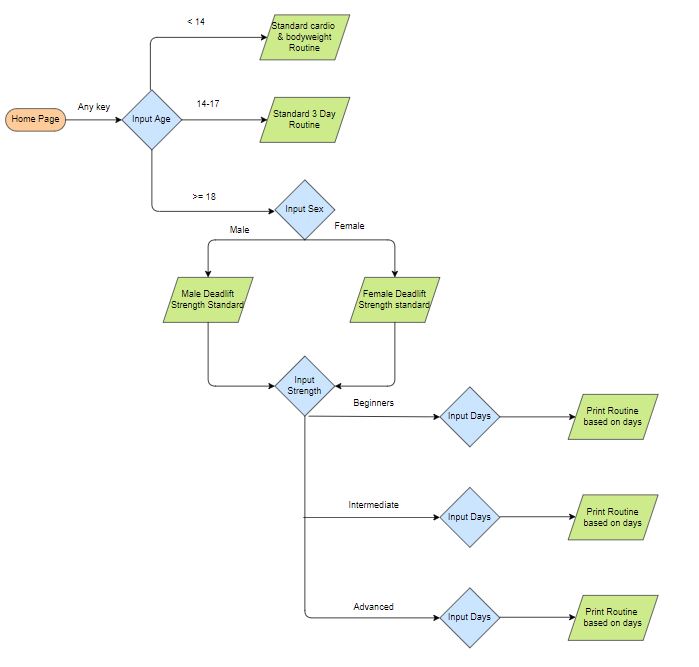 < 14
Standard cardio
& bodyweight
Routine
Any key
14-17
Home Page
Input Age
Standard 3 Day
Routine
>= 18
Input Sex
Male
Female
Male Deadlift
Strength Standard
Female Deadlift
Strength standard
Input
Strength
Beginners
Input Days
Print Routine
based on days
Intermediate
Input Days
Print Routine
based on days
Advanced
Input Days
Print Routine
based on days